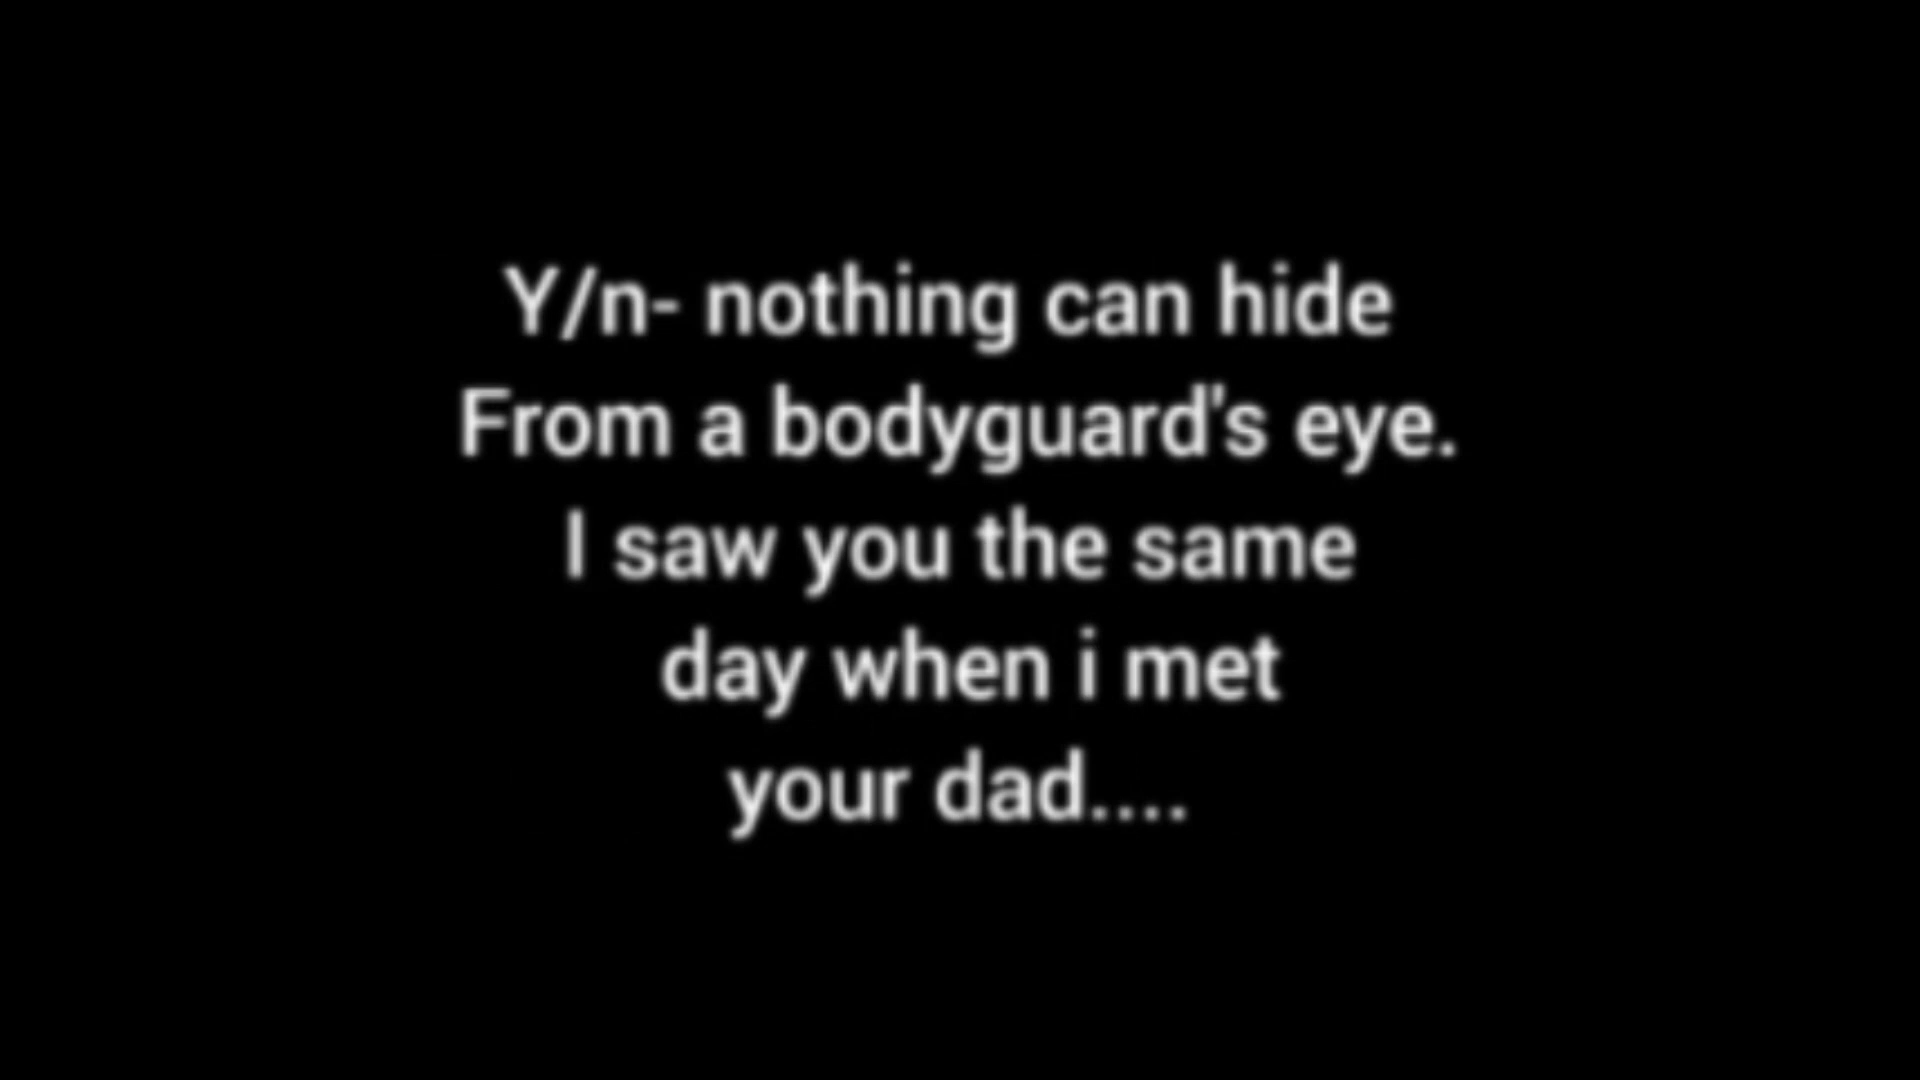 Y/n- nothing can hide
From a bodyguard's eye.
I saw you the same
day when i met
your dad....